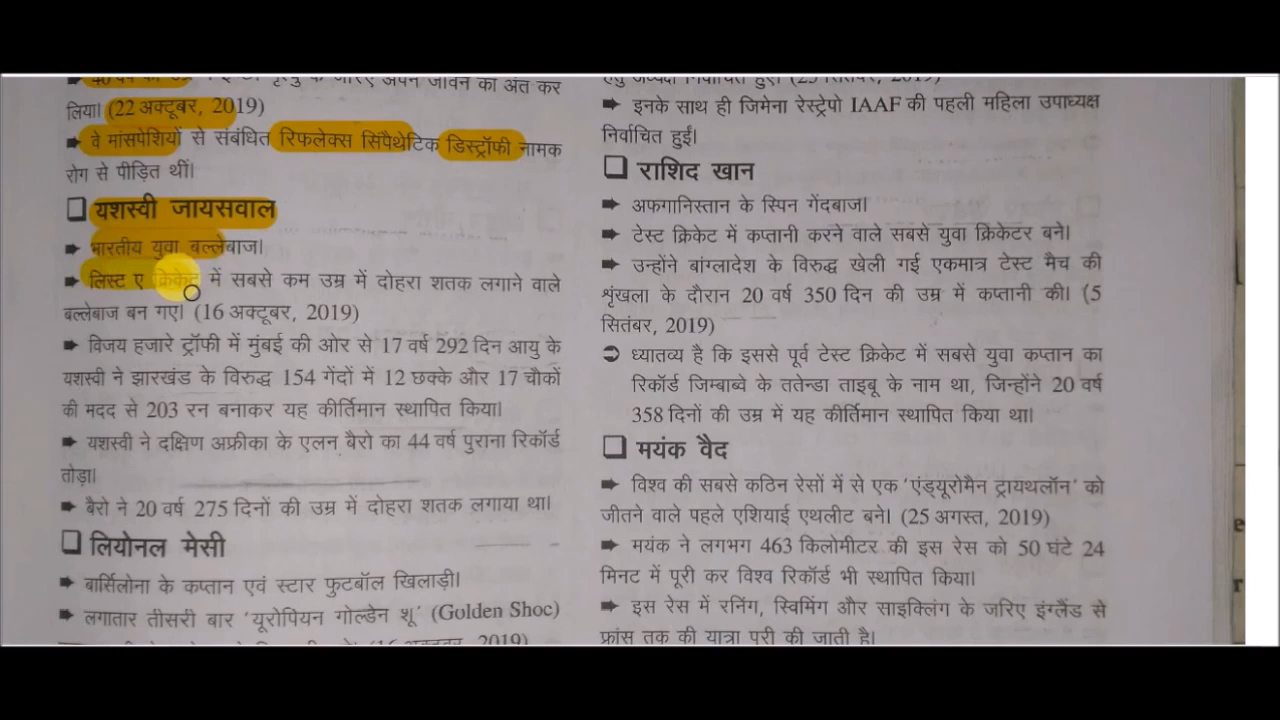 लिया। (22 अक्टूबर, 2019)
➡ वे मांसपेशियों से संबंधित रिफलेक्स सिंपैथेटिक डिस्ट्रॉफी नामक
रोग से पीड़ित थीं।
❑ यशस्वी जायसवाल
➡ भारतीय युवा बल्लेबाज।
➡ लिस्ट ए क्रिकेट में सबसे कम उम्र में दोहरा शतक लगाने वाले
बल्लेबाज बन गए। (16 अक्टूबर, 2019)
➡ विजय हजारे ट्रॉफी में मुंबई की ओर से 17 वर्ष 292 दिन आयु के
यशस्वी ने झारखंड के विरुद्ध 154 गेंदों में 12 छक्के और 17 चौकों
की मदद से 203 रन बनाकर यह कीर्तिमान स्थापित किया।
➡ यशस्वी ने दक्षिण अफ्रीका के एलन बैरो का 44 वर्ष पुराना रिकॉर्ड
तोड़ा।
➡ बैरो ने 20 वर्ष 275 दिनों की उम्र में दोहरा शतक लगाया था।
❑ लियोनल मेसी
➡ बार्सिलोना के कप्तान एवं स्टार फुटबॉल खिलाड़ी।
➡ लगातार तीसरी बार ‘यूरोपियन गोल्डेन शू’ (Golden Shoc)
➡ इनके साथ ही जिमेना रेस्ट्रेपो IAAF की पहली महिला उपाध्यक्ष
निर्वाचित हुईं।
❑ राशिद खान
➡ अफगानिस्तान के स्पिन गेंदबाज।
➡ टेस्ट क्रिकेट में कप्तानी करने वाले सबसे युवा क्रिकेटर बने।
➡ उन्होंने बांग्लादेश के विरुद्ध खेली गई एकमात्र टेस्ट मैच की
शृंखला के दौरान 20 वर्ष 350 दिन की उम्र में कप्तानी की। (5
सितंबर, 2019)
➲ ध्यातव्य है कि इससे पूर्व टेस्ट क्रिकेट में सबसे युवा कप्तान का
रिकॉर्ड जिम्बाब्वे के ततेन्डा ताइबू के नाम था, जिन्होंने 20 वर्ष
358 दिनों की उम्र में यह कीर्तिमान स्थापित किया था।
❑ मयंक वैद
➡ विश्व की सबसे कठिन रेसों में से एक ‘एंड्यूरोमैन ट्रायथलॉन’ को
जीतने वाले पहले एशियाई एथलीट बने। (25 अगस्त, 2019)
➡ मयंक ने लगभग 463 किलोमीटर की इस रेस को 50 घंटे 24
मिनट में पूरी कर विश्व रिकॉर्ड भी स्थापित किया।
➡ इस रेस में रनिंग, स्विमिंग और साइक्लिंग के जरिए इंग्लैंड से
फ्रांस तक की यात्रा पूरी की जाती है।